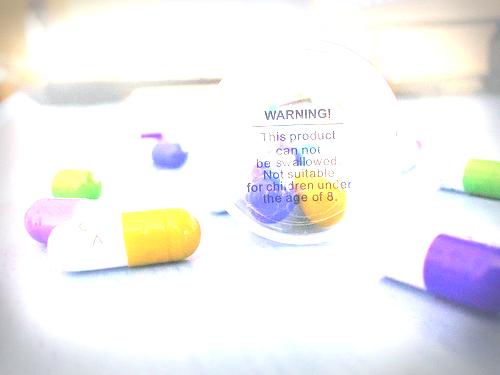 WARNING!
This product
can not
be swallowed.
Not suitable
for children under
the age of 8.